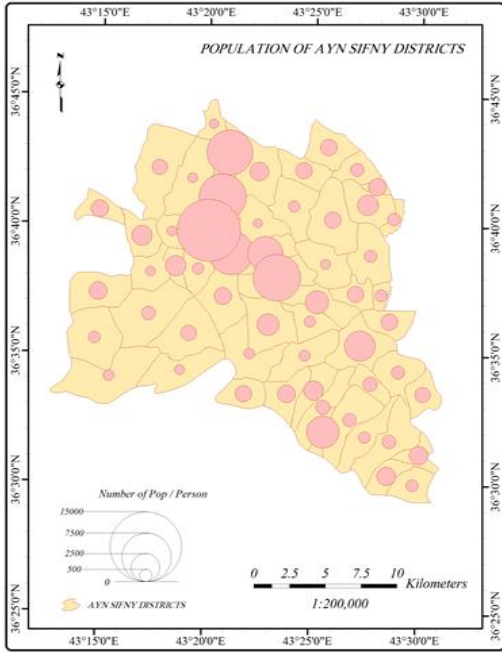 43°15'0"E 43°20'0"E 43°25'0"E 43°30'0"E
POPULATION OF AYN SIFNY DISTRICTS
N
36°45'0"N 36°45'0"N
36°40'0"N 36°40'0"N
36°35'0"N 36°35'0"N
36°30'0"N 36°30'0"N
36°25'0"N 36°25'0"N
Number of Pop / Person
15000
7500
2500
500
0
AYN SIFNY DISTRICTS
0 2.5 5 7.5 10
Kilometers
1:200,000
43°15'0"E 43°20'0"E 43°25'0"E 43°30'0"E